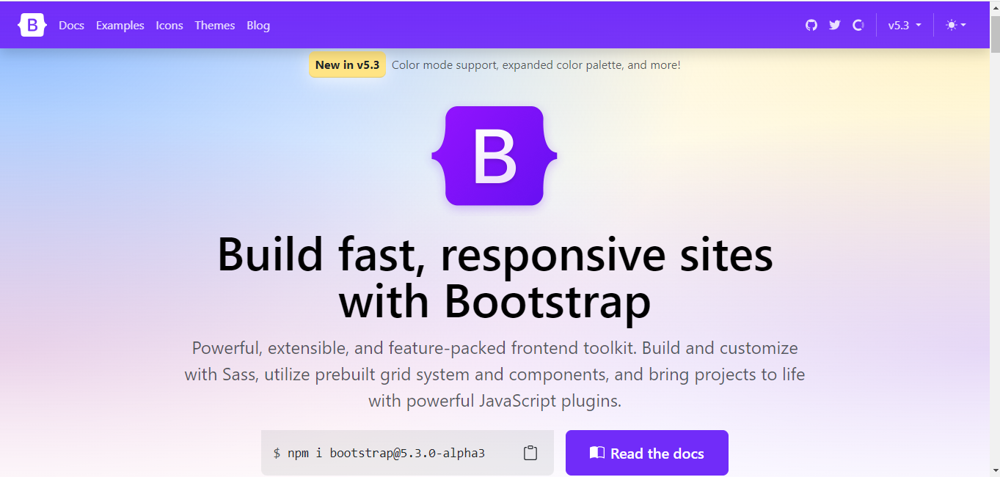 B Docs Examples Icons Themes Blog v5.3
New in v5.3 Color mode support, expanded color palette, and more!
B
Build fast, responsive sites
with Bootstrap
Powerful, extensible, and feature-packed frontend toolkit. Build and customize
with Sass, utilize prebuilt grid system and components, and bring projects to life
with powerful JavaScript plugins.
$ npm i bootstrap@5.3.0-alpha3 Read the docs